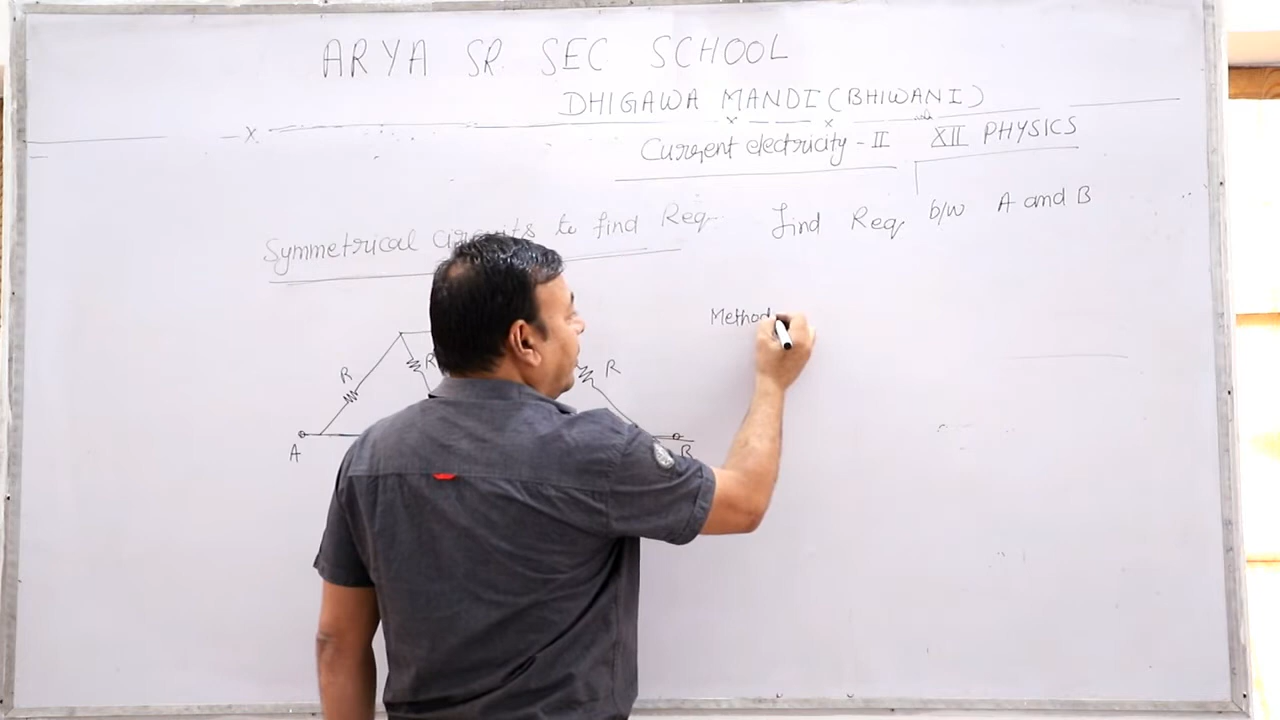 ARYA SR. SEC. SCHOOL
DHIGAWA MANDI (BHIWANI)
Current electricity - II XII PHYSICS
Symmetrical circuits to find Req. find Req b/w A and B
Method
R
R
R
A
B